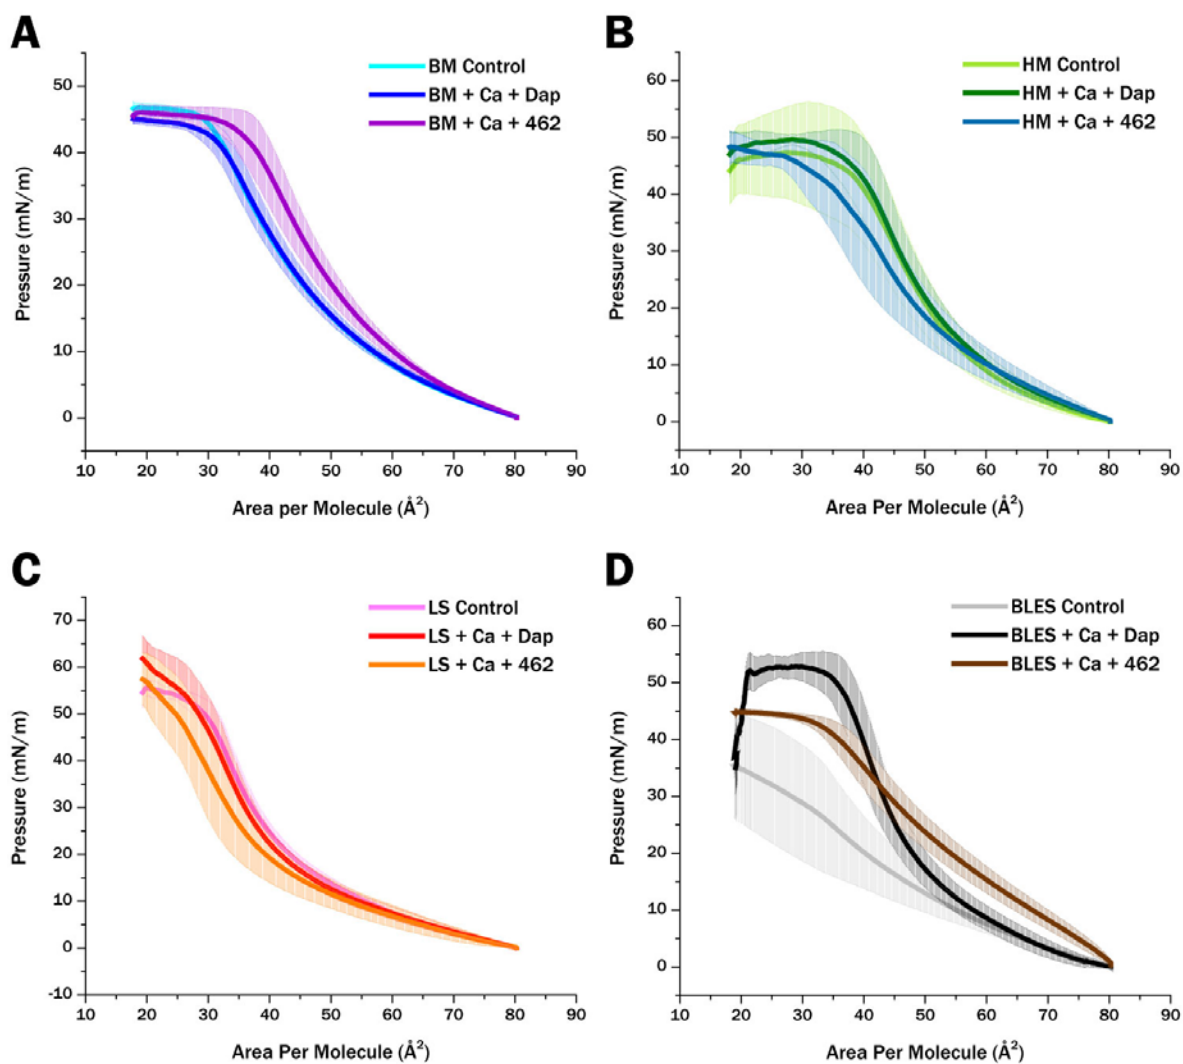 A
BM Control
BM + Ca + Dap
BM + Ca + 462
Pressure (mN/m)
50
40
30
20
10
0
10 20 30 40 50 60 70 80 90
Area per Molecule (Å²)
B
HM Control
HM + Ca + Dap
HM + Ca + 462
Pressure (mN/m)
60
50
40
30
20
10
0
10 20 30 40 50 60 70 80 90
Area Per Molecule (Å²)
C
LS Control
LS + Ca + Dap
LS + Ca + 462
Pressure (mN/m)
70
60
50
40
30
20
10
0
-10
10 20 30 40 50 60 70 80 90
Area Per Molecule (Å²)
D
BLES Control
BLES + Ca + Dap
BLES + Ca + 462
Pressure (mN/m)
60
50
40
30
20
10
0
10 20 30 40 50 60 70 80 90
Area Per Molecule (Å²)